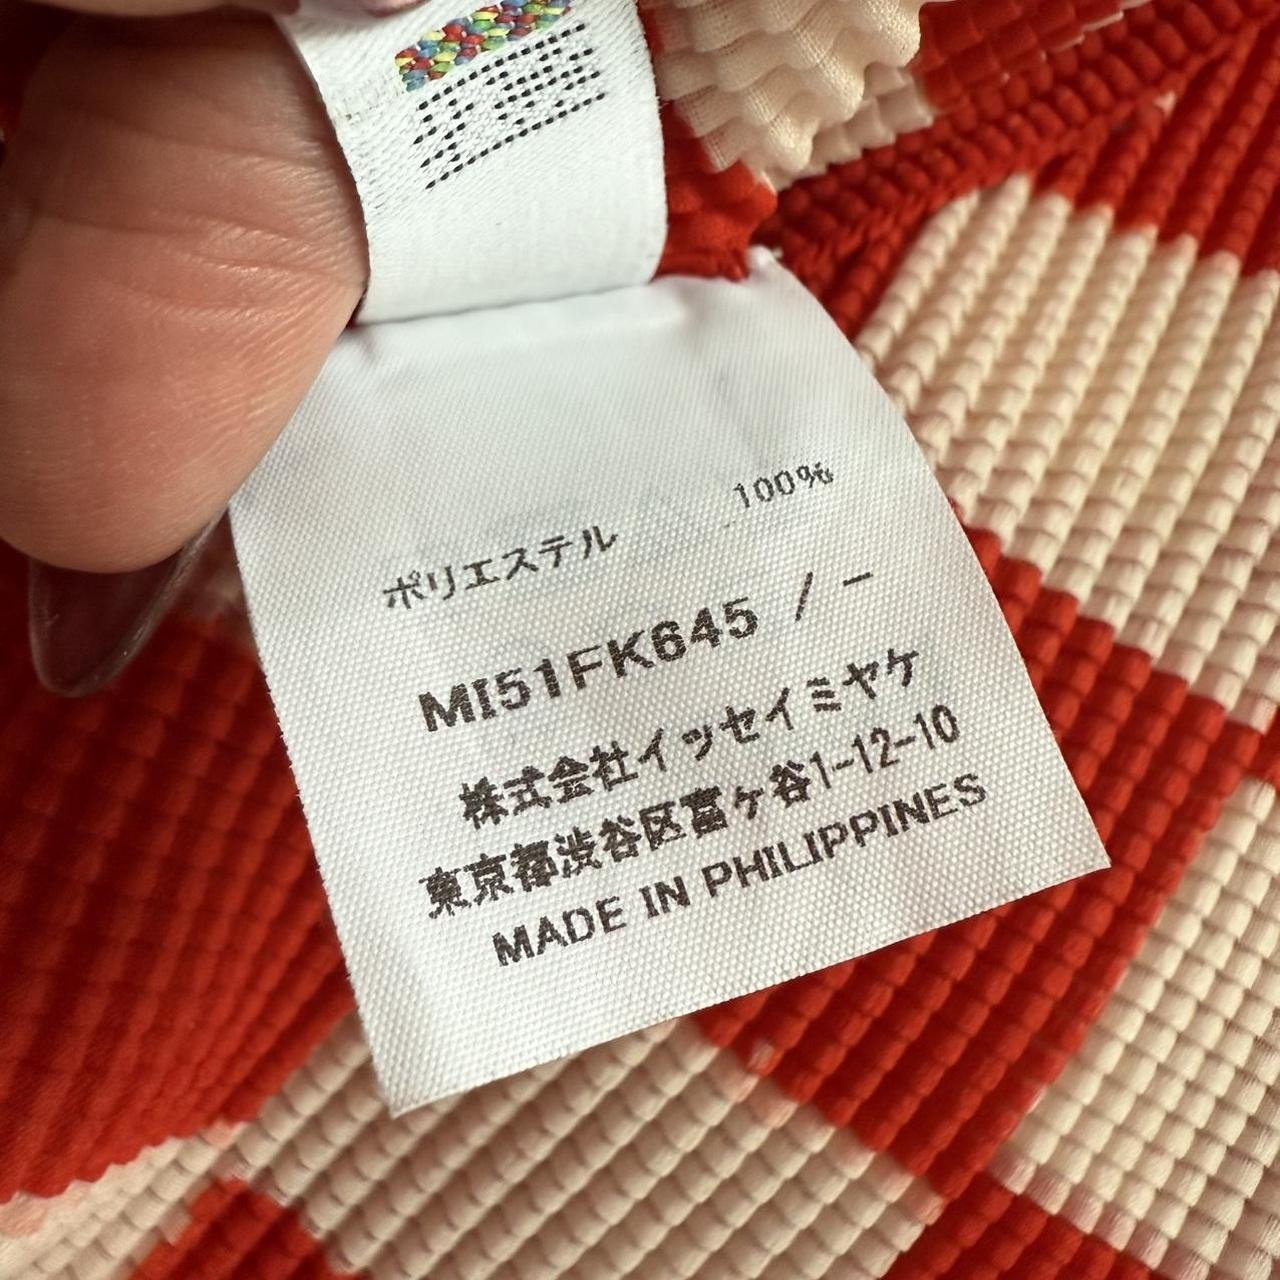 ポリエステル 100%
MI51FK645 / -
株式会社イッセイミヤケ
東京都渋谷区富ヶ谷1-12-10
MADE IN PHILIPPINES